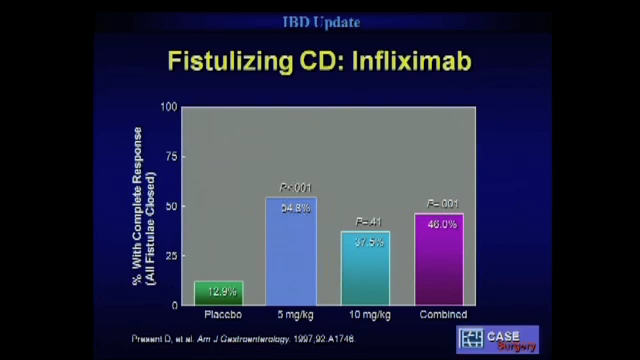 IBD Update
Fistulizing CD: Infliximab
% With Complete Response
(All Fistulae Closed)
100
75
50
25
0
P<001
54.8%
P=.41
37.5%
P=.001
46.0%
12.9%
Placebo
5 mg/kg
10 mg/kg
Combined
Present D, et al. Am J Gastroenterology. 1997;92:A1746.
CASE
Surgery